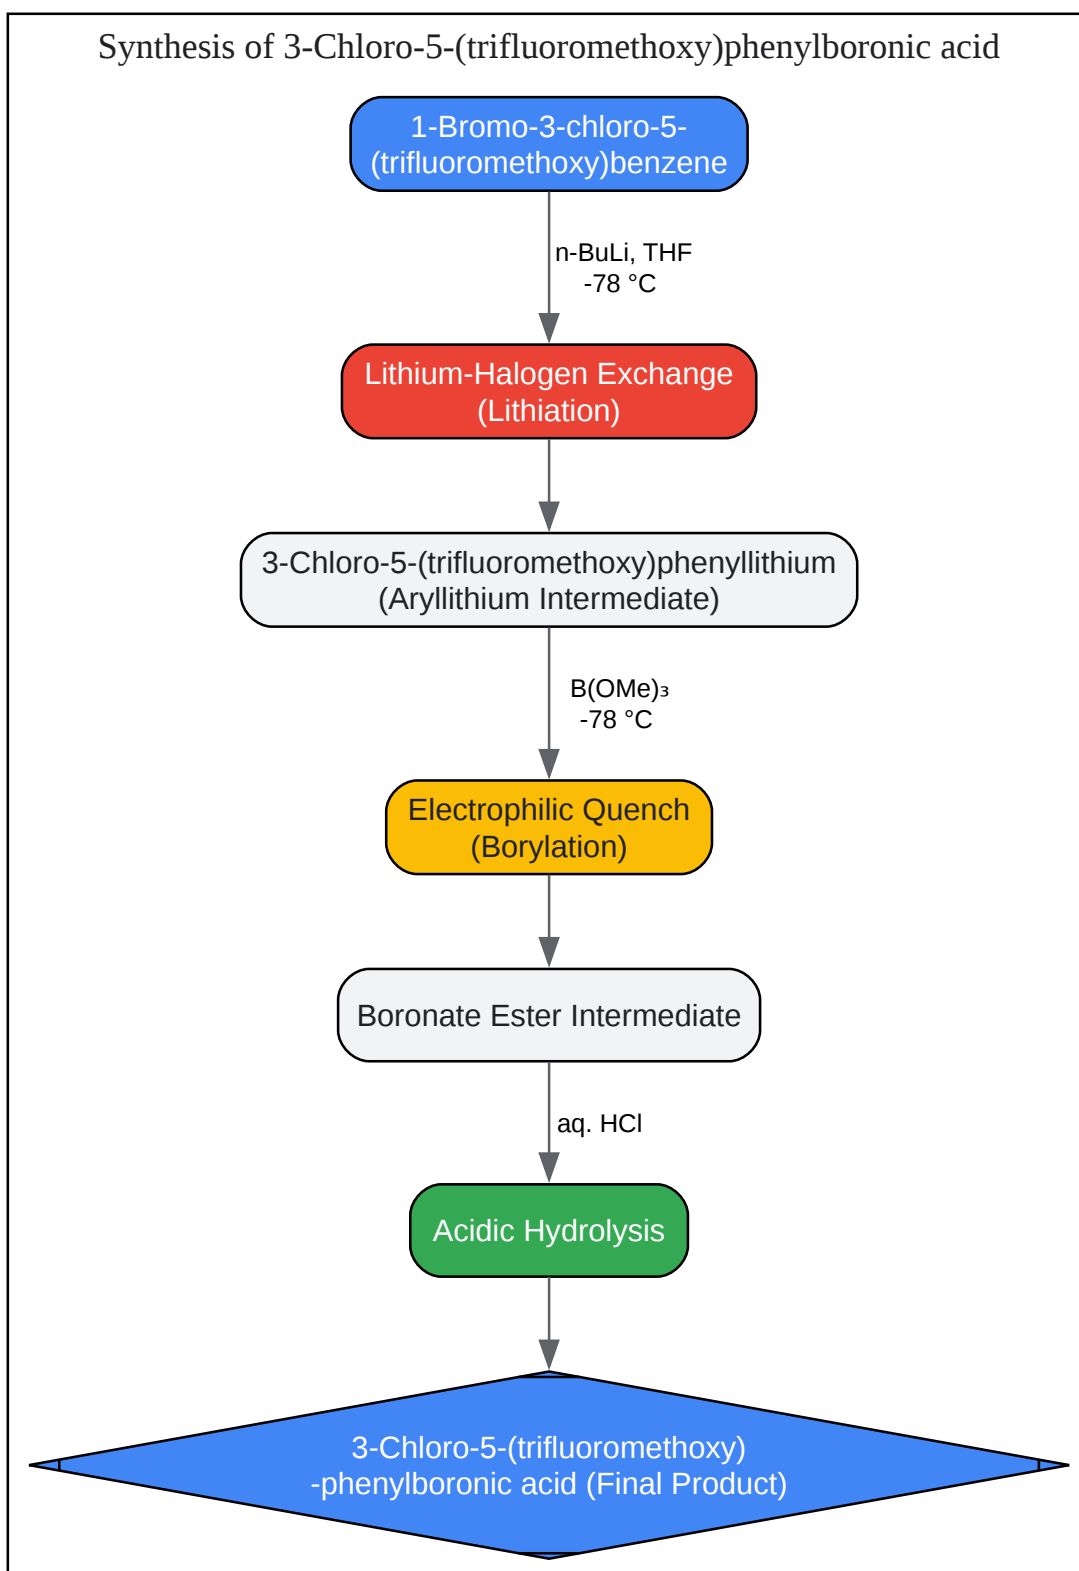 Synthesis of 3-Chloro-5-(trifluoromethoxy)phenylboronic acid
1-Bromo-3-chloro-5-
(trifluoromethoxy)benzene
n-BuLi, THF
-78 °C
Lithium-Halogen Exchange
(Lithiation)
3-Chloro-5-(trifluoromethoxy)phenyllithium
(Aryllithium Intermediate)
B(OMe)₃
-78 °C
Electrophilic Quench
(Borylation)
Boronate Ester Intermediate
aq. HCl
Acidic Hydrolysis
3-Chloro-5-(trifluoromethoxy)
-phenylboronic acid (Final Product)